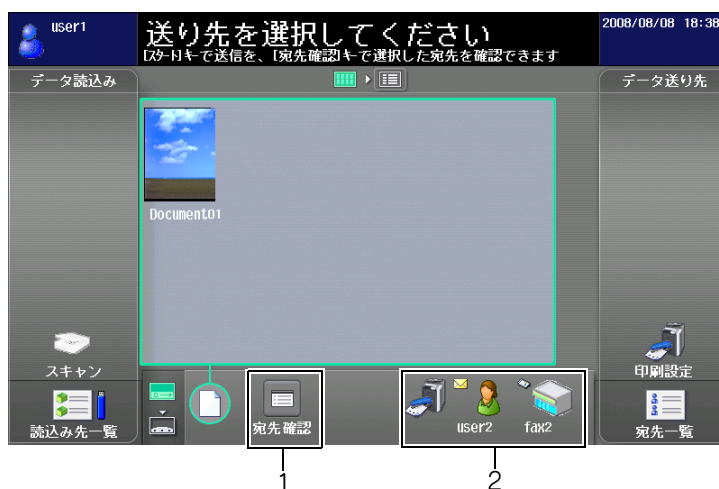 user1
送り先を選択してください
[スタート]キーで送信を、[宛先確認]キーで選択した宛先を確認できます
2008/08/08 18:38
データ読込み
データ送り先
Document01
スキャン
印刷設定
読込み先一覧
宛先確認
user2
fax2
宛先一覧
1
2